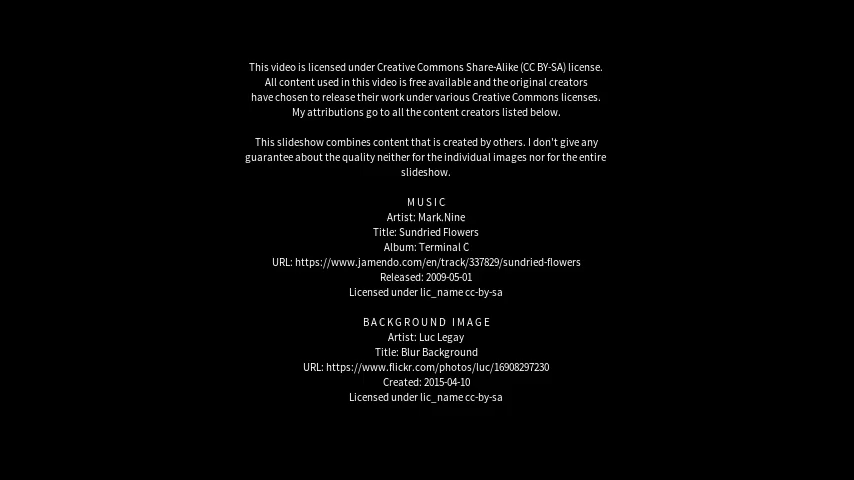 This video is licensed under Creative Commons Share-Alike (CC BY-SA) license.
All content used in this video is free available and the original creators
have chosen to release their work under various Creative Commons licenses.
My attributions go to all the content creators listed below.
This slideshow combines content that is created by others. I don't give any
guarantee about the quality neither for the individual images nor for the entire
slideshow.
MUSIC
Artist: Mark.Nine
Title: Sundried Flowers
Album: Terminal C
URL: https://www.jamendo.com/en/track/337829/sundried-flowers
Released: 2009-05-01
Licensed under lic_name cc-by-sa
BACKGROUND IMAGE
Artist: Luc Legay
Title: Blur Background
URL: https://www.flickr.com/photos/luc/16908297230
Created: 2015-04-10
Licensed under lic_name cc-by-sa